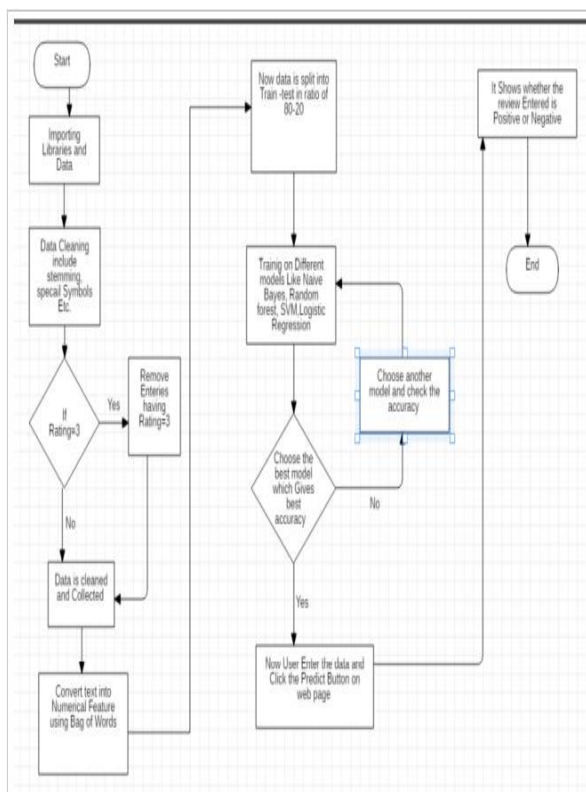 Start
Importing
Libraries and
Data
Data Cleaning
include
stemming,
specail Symbols
Etc.
If
Rating=3
Yes
Remove
Enteries
having
Rating=3
No
Data is cleaned
and Collected
Convert text into
Numerical Feature
using Bag of Words
Now data is split into
Train -test in ratio of
80-20
Trainig on Different
models Like Naive
Bayes, Random
forest, SVM,Logistic
Regression
Choose another
model and check the
accuracy
Choose the
best model
which Gives
best
accuracy
No
Yes
Now User Enter the data and
Click the Predict Button on
web page
It Shows whether the
review Entered is
Positive or Negative
End